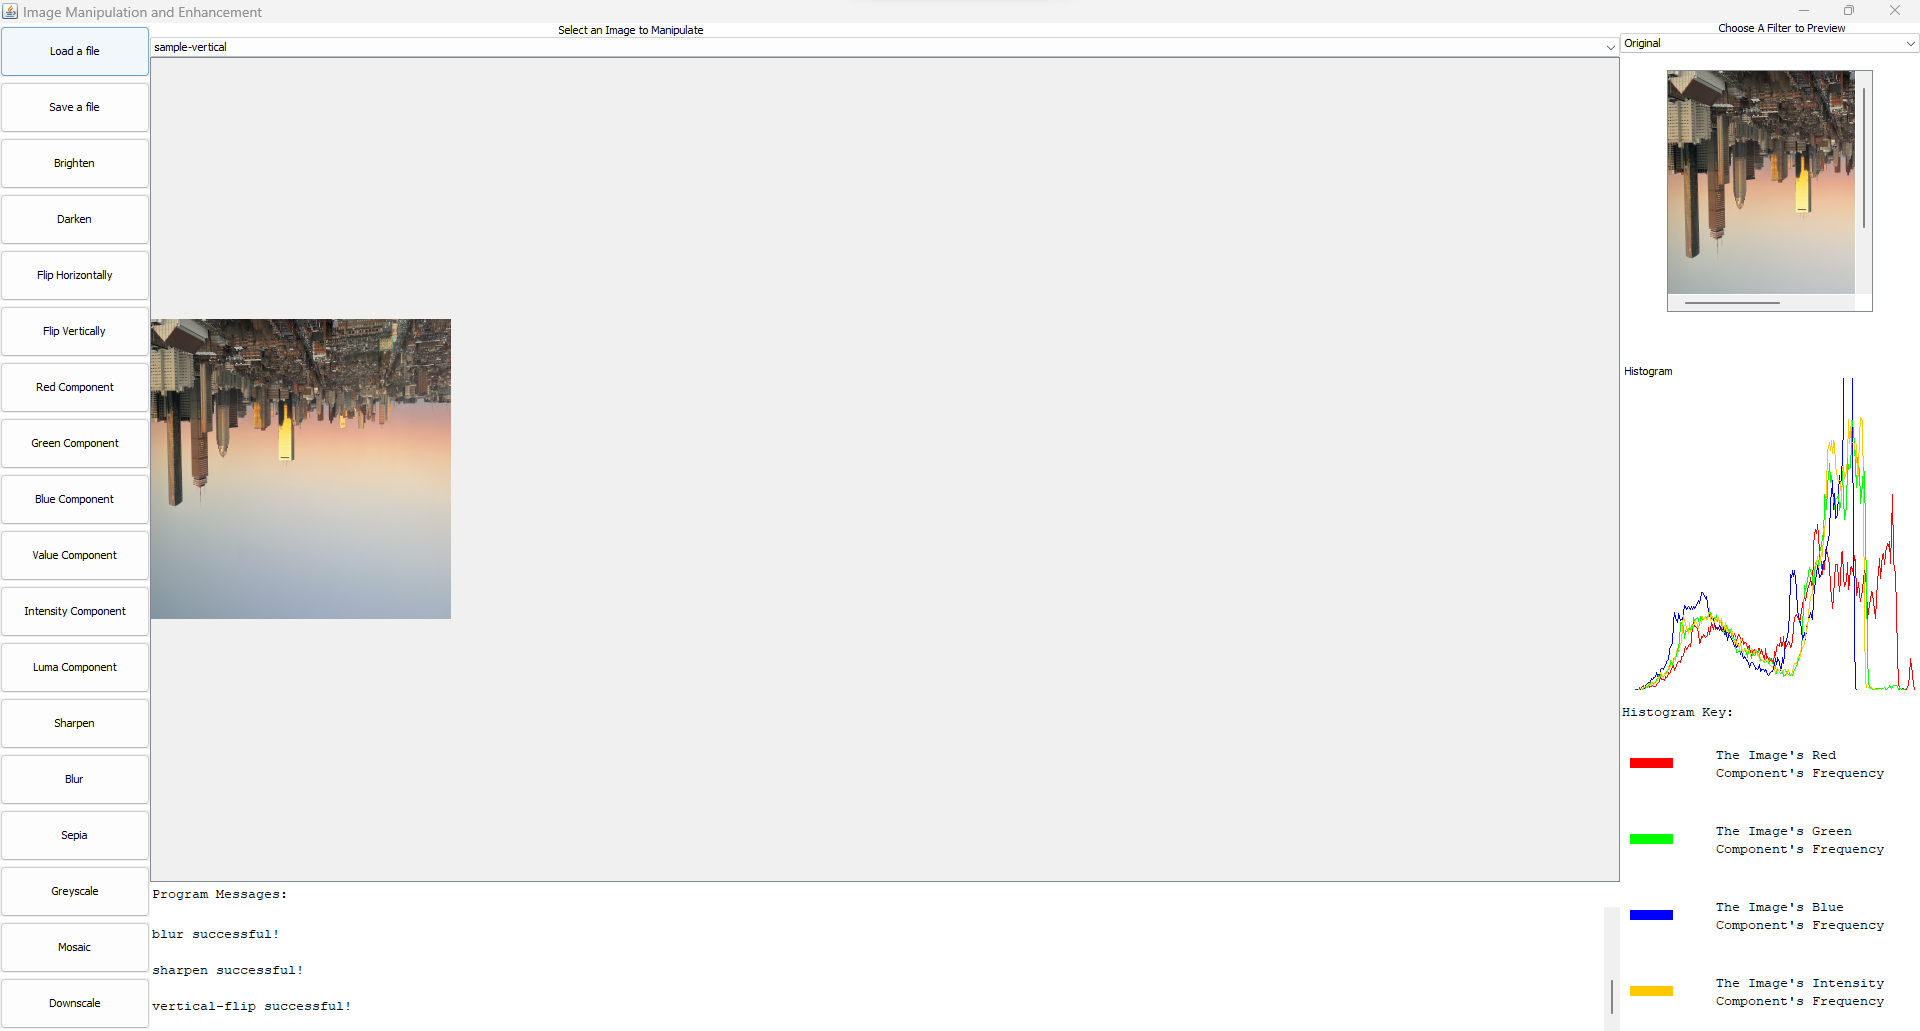 Image Manipulation and Enhancement
Load a file
Save a file
Brighten
Darken
Flip Horizontally
Flip Vertically
Red Component
Green Component
Blue Component
Value Component
Intensity Component
Luma Component
Sharpen
Blur
Sepia
Greyscale
Mosaic
Downscale
Select an Image to Manipulate
sample-vertical
Program Messages:
blur successful!
sharpen successful!
vertical-flip successful!
Choose A Filter to Preview
Original
Histogram
Histogram Key:
The Image's Red
Component's Frequency
The Image's Green
Component's Frequency
The Image's Blue
Component's Frequency
The Image's Intensity
Component's Frequency